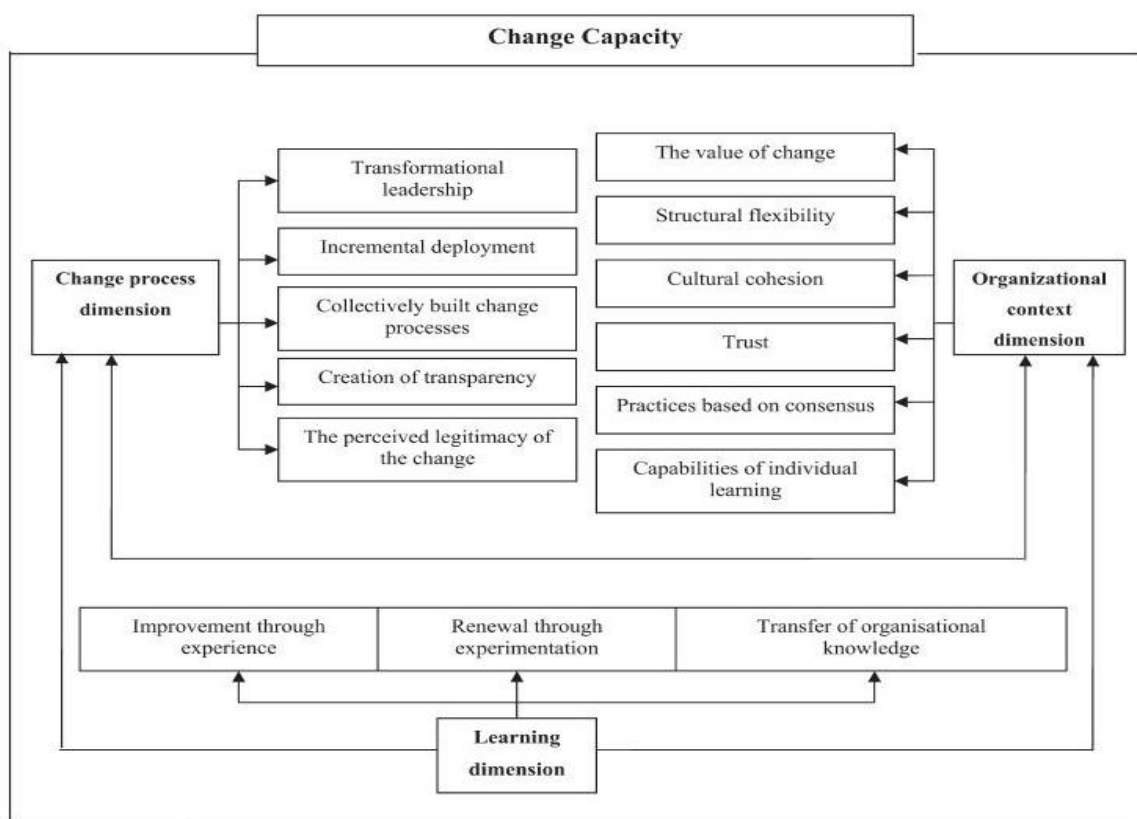 Change Capacity
Transformational
leadership
Incremental deployment
Collectively built change
processes
Creation of transparency
The perceived legitimacy of
the change
Change process
dimension
The value of change
Structural flexibility
Cultural cohesion
Trust
Practices based on consensus
Capabilities of individual
learning
Organizational
context
dimension
Improvement through
experience
Renewal through
experimentation
Transfer of organisational
knowledge
Learning
dimension